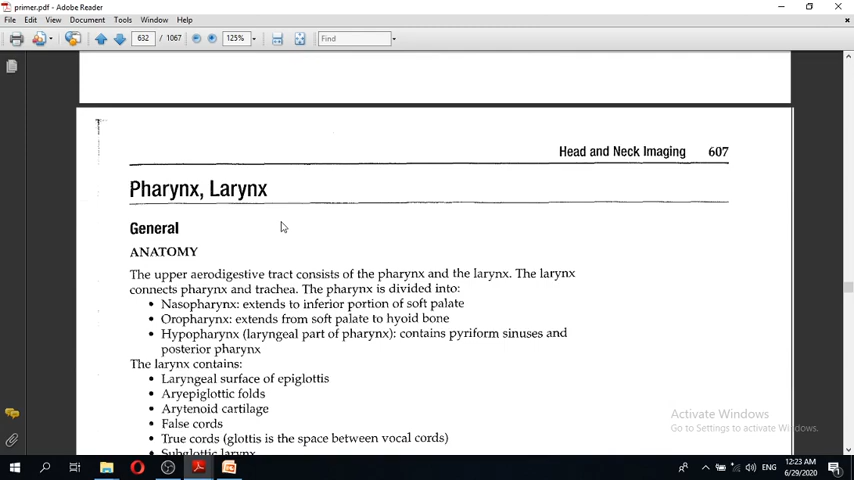 primer.pdf - Adobe Reader
File Edit View Document Tools Window Help
632 / 1067 125% Find
Head and Neck Imaging 607
Pharynx, Larynx
General
ANATOMY
The upper aerodigestive tract consists of the pharynx and the larynx. The larynx
connects pharynx and trachea. The pharynx is divided into:
• Nasopharynx: extends to inferior portion of soft palate
• Oropharynx: extends from soft palate to hyoid bone
• Hypopharynx (laryngeal part of pharynx): contains pyriform sinuses and
posterior pharynx
The larynx contains:
• Laryngeal surface of epiglottis
• Aryepiglottic folds
• Arytenoid cartilage
• False cords
• True cords (glottis is the space between vocal cords)
• Subglottic larynx
Activate Windows
Go to Settings to activate Windows.
ENG
12:23 AM
6/29/2020